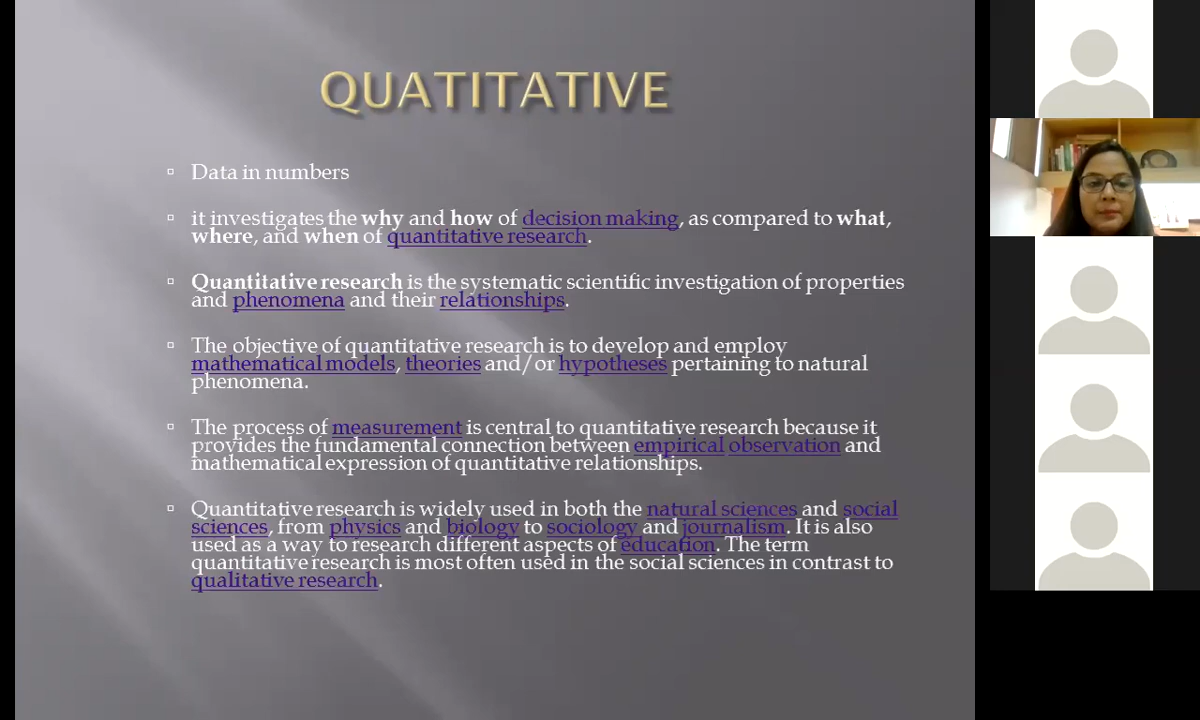 QUATITATIVE
Data in numbers
it investigates the why and how of decision making, as compared to what,
where, and when of quantitative research.
Quantitative research is the systematic scientific investigation of properties
and phenomena and their relationships.
The objective of quantitative research is to develop and employ
mathematical models, theories and/or hypotheses pertaining to natural
phenomena.
The process of measurement is central to quantitative research because it
provides the fundamental connection between empirical observation and
mathematical expression of quantitative relationships.
Quantitative research is widely used in both the natural sciences and social
sciences, from physics and biology to sociology and journalism. It is also
used as a way to research different aspects of education. The term
quantitative research is most often used in the social sciences in contrast to
qualitative research.